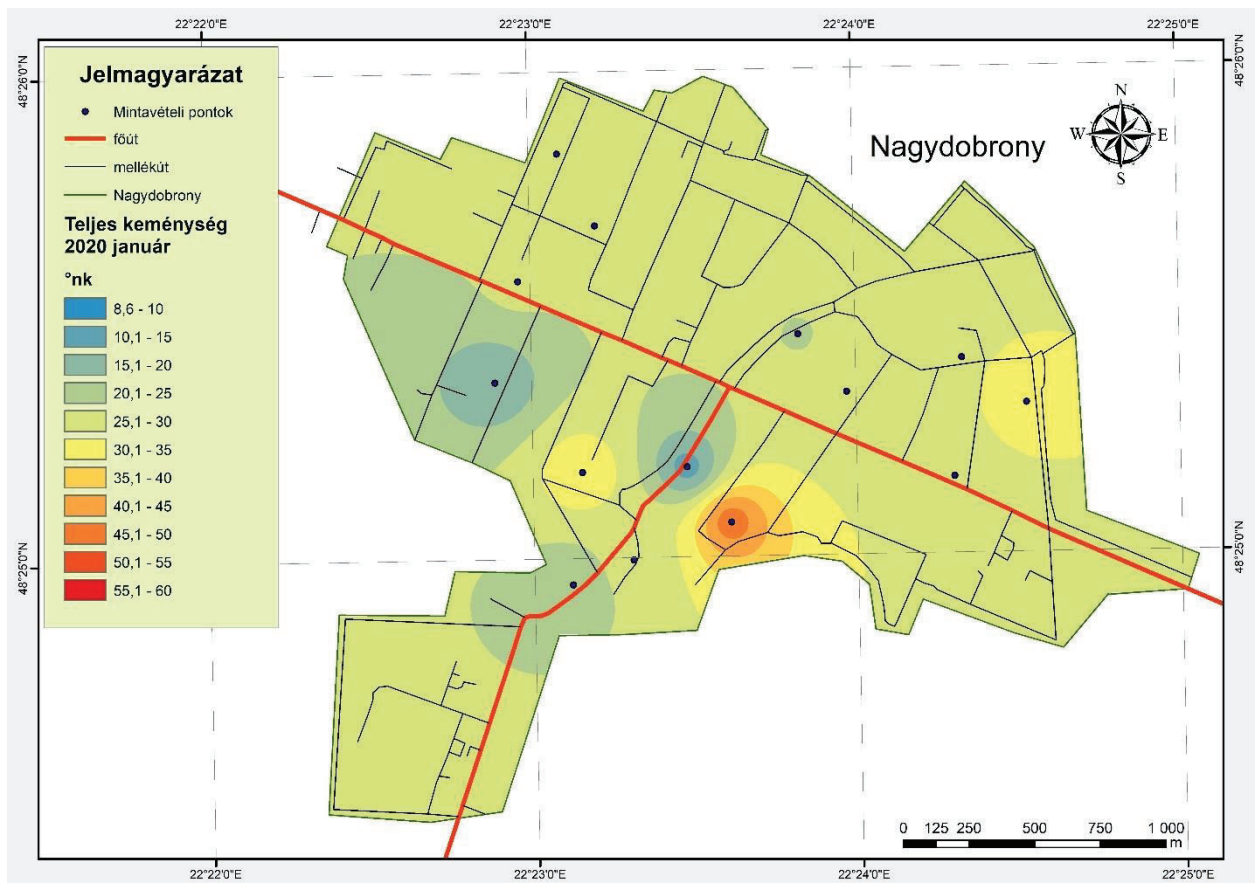 22°22'0"E
22°23'0"E
22°24'0"E
22°25'0"E
48°26'0"N
48°26'0"N
Jelmagyarázat
Mintavételi pontok
főút
mellékút
Nagydobrony
Teljes keménység
2020 január
°nk
8,6 - 10
10,1 - 15
15,1 - 20
20,1 - 25
25,1 - 30
30,1 - 35
35,1 - 40
40,1 - 45
45,1 - 50
50,1 - 55
55,1 - 60
Nagydobrony
N
W
E
S
48°25'0"N
48°25'0"N
0 125 250 500 750 1 000
m
22°22'0"E
22°23'0"E
22°24'0"E
22°25'0"E